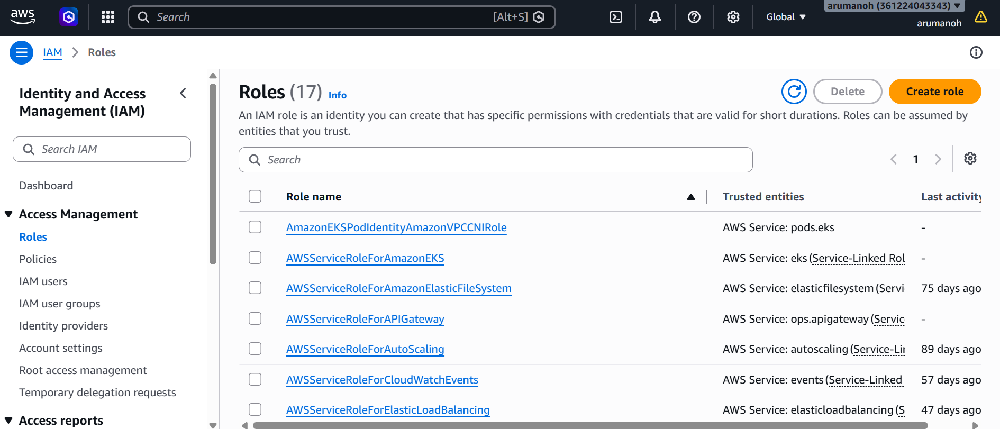 aws
Search
[Alt+S]
Global
arumanoh (361224043343)
arumanoh
IAM
Roles
Identity and Access
Management (IAM)
Search IAM
Dashboard
Access Management
Roles
Policies
IAM users
IAM user groups
Identity providers
Account settings
Root access management
Temporary delegation requests
Access reports
Roles (17) Info
Delete
Create role
An IAM role is an identity you can create that has specific permissions with credentials that are valid for short durations. Roles can be assumed by
entities that you trust.
Search
1
Role name Trusted entities Last activity
AmazonEKSPodIdentityAmazonVPCCNIRole AWS Service: pods.eks -
AWSServiceRoleForAmazonEKS AWS Service: eks (Service-Linked Rol -
AWSServiceRoleForAmazonElasticFileSystem AWS Service: elasticfilesystem (Servi 75 days ago
AWSServiceRoleForAPIGateway AWS Service: ops.apigateway (Servic -
AWSServiceRoleForAutoScaling AWS Service: autoscaling (Service-Lin 89 days ago
AWSServiceRoleForCloudWatchEvents AWS Service: events (Service-Linked 57 days ago
AWSServiceRoleForElasticLoadBalancing AWS Service: elasticloadbalancing (S 47 days ago